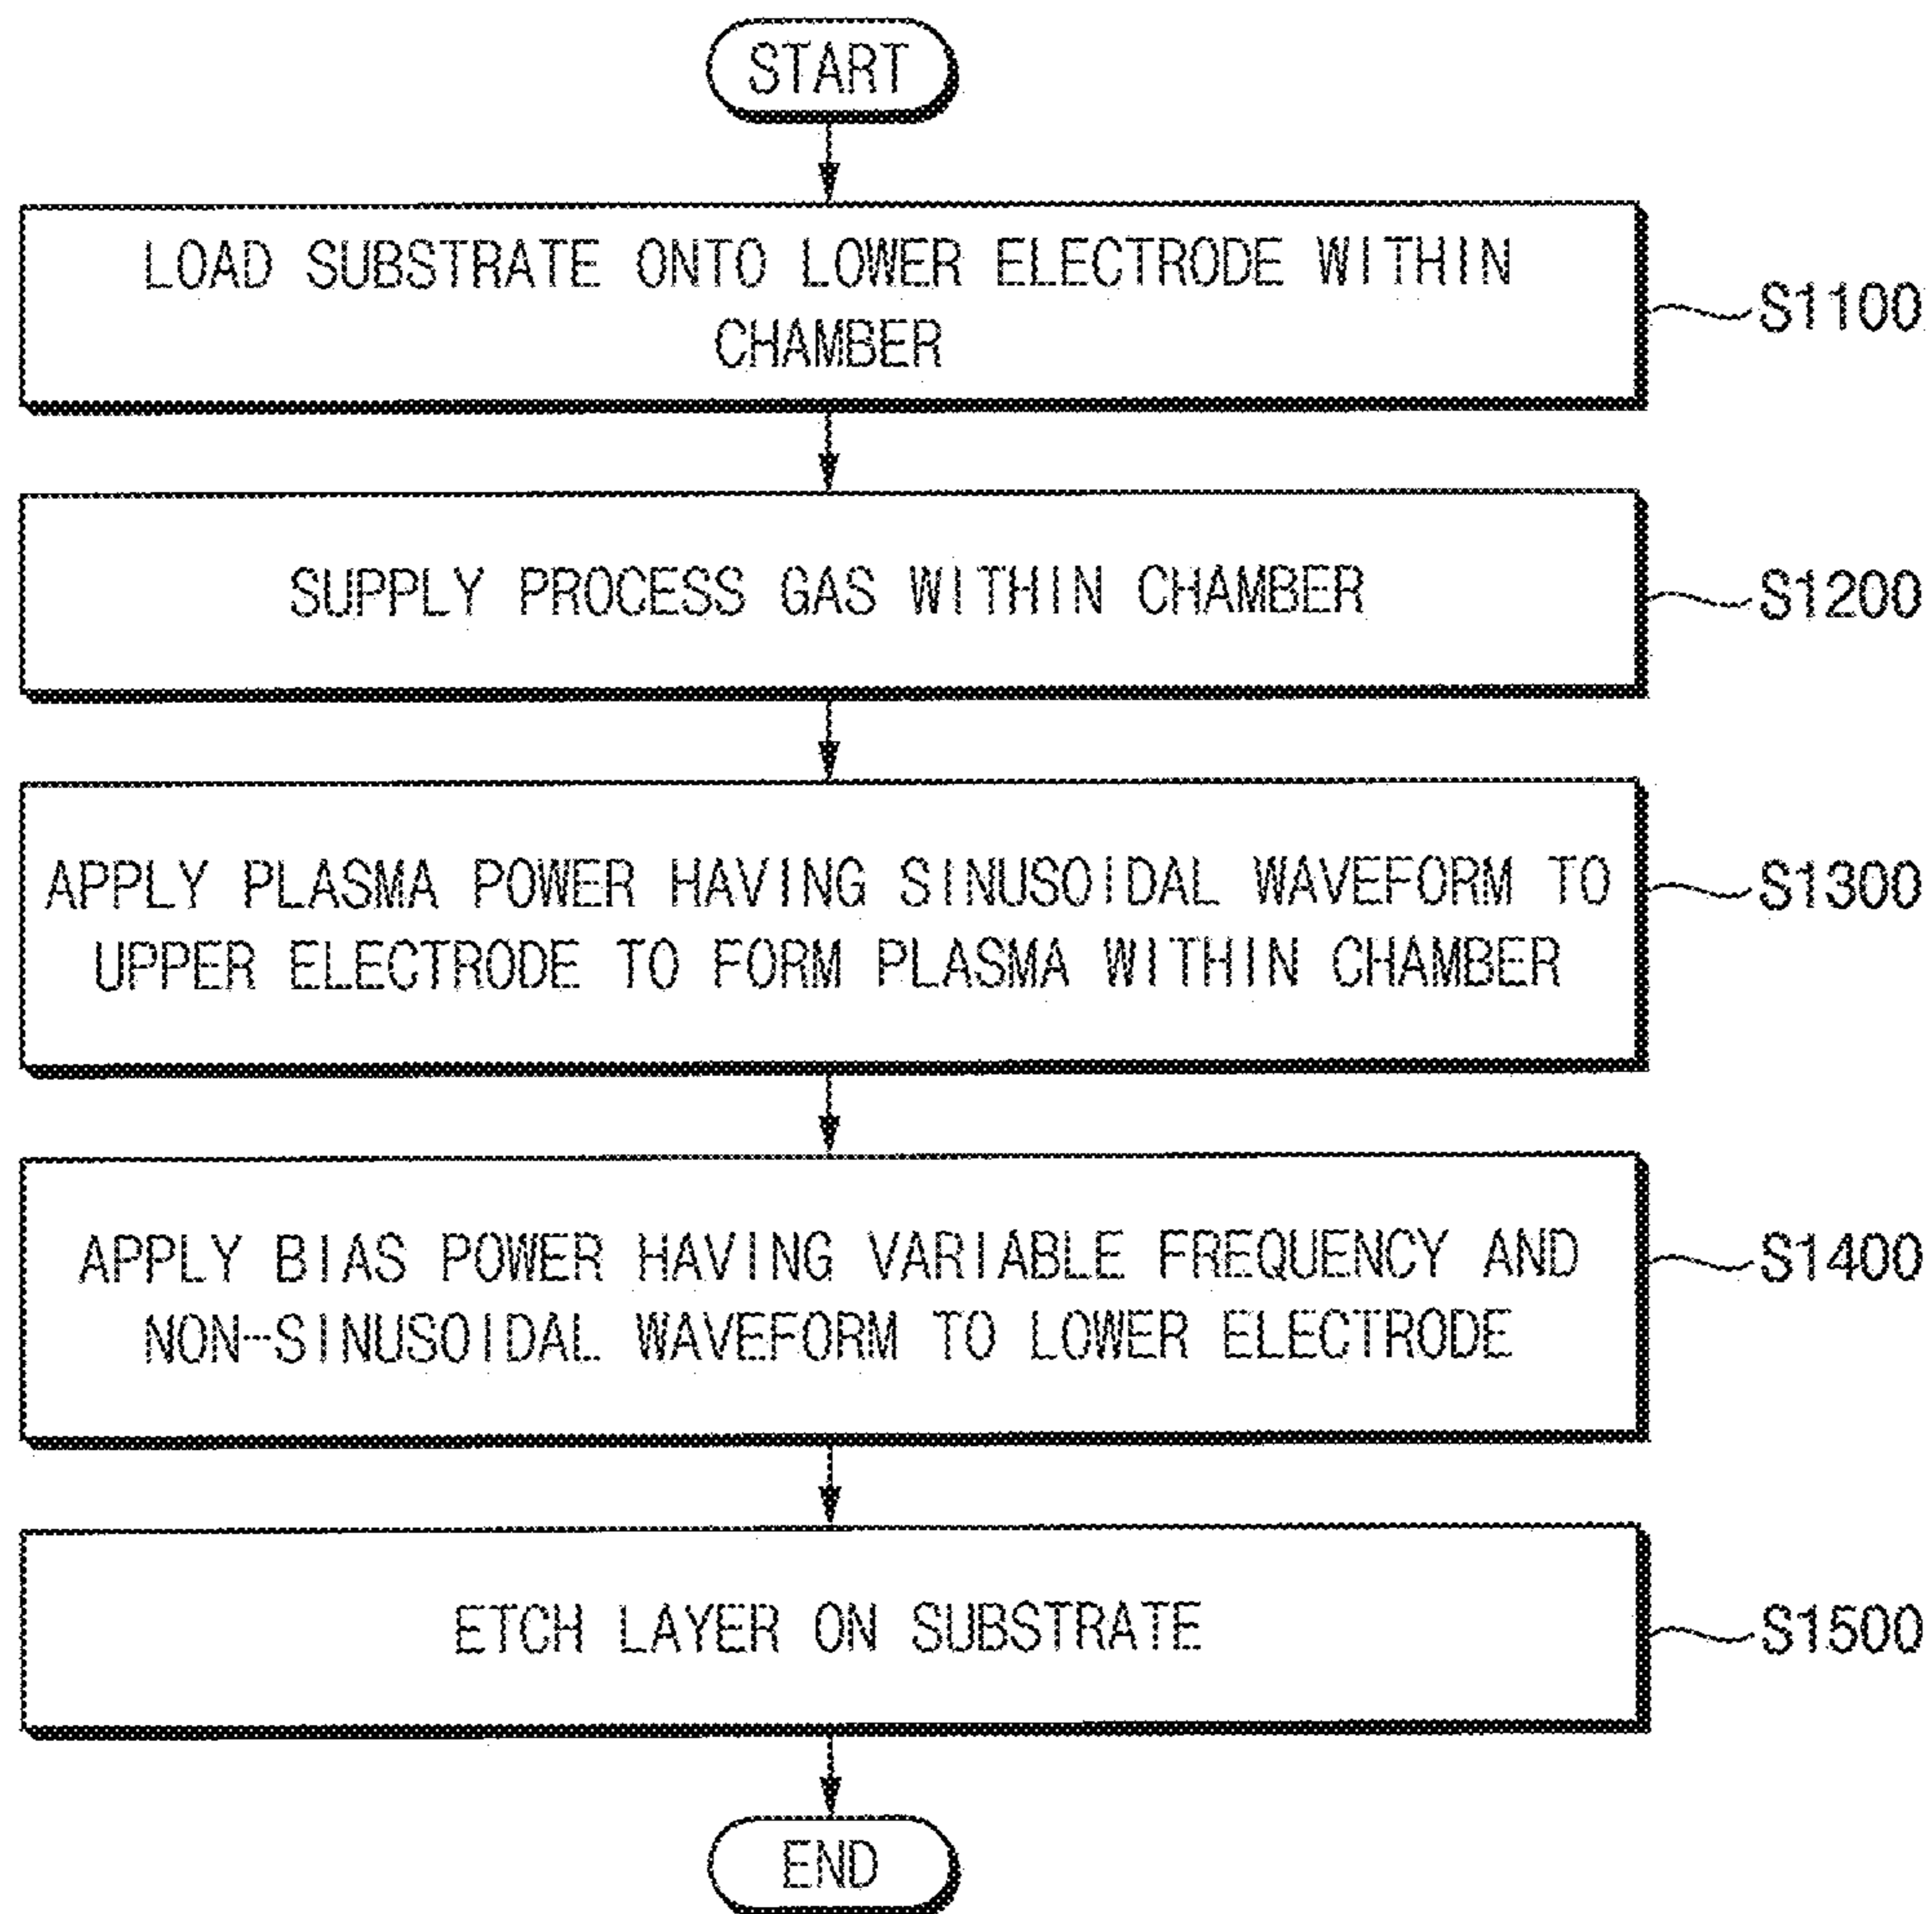 START
LOAD SUBSTRATE ONTO LOWER ELECTRODE WITHIN
CHAMBER
S1100
SUPPLY PROCESS GAS WITHIN CHAMBER
S1200
APPLY PLASMA POWER HAVING SINUSOIDAL WAVEFORM TO
UPPER ELECTRODE TO FORM PLASMA WITHIN CHAMBER
S1300
APPLY BIAS POWER HAVING VARIABLE FREQUENCY AND
NON-SINUSOIDAL WAVEFORM TO LOWER ELECTRODE
S1400
ETCH LAYER ON SUBSTRATE
S1500
END